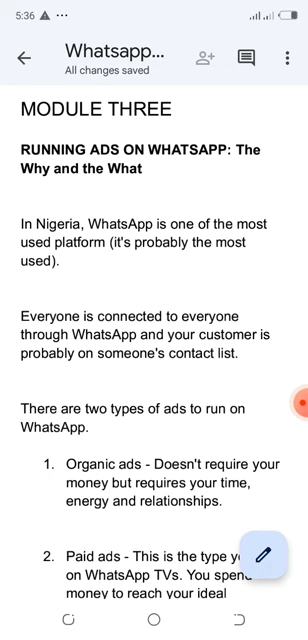 5:36
Whatsapp...
All changes saved
MODULE THREE
RUNNING ADS ON WHATSAPP: The
Why and the What
In Nigeria, WhatsApp is one of the most
used platform (it's probably the most
used).
Everyone is connected to everyone
through WhatsApp and your customer is
probably on someone's contact list.
There are two types of ads to run on
WhatsApp.
1. Organic ads - Doesn't require your
money but requires your time,
energy and relationships.
2. Paid ads - This is the type
on WhatsApp TVs. You spend
money to reach your ideal